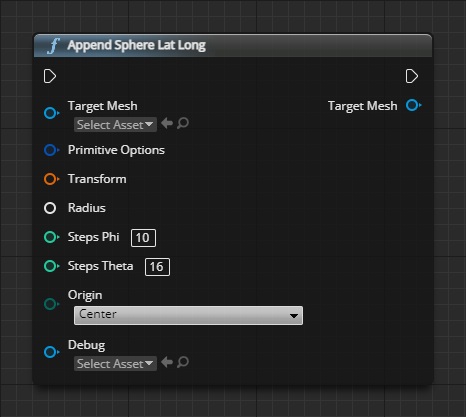 f Append Sphere Lat Long
Target Mesh Target Mesh
Select Asset
Primitive Options
Transform
Radius
Steps Phi 10
Steps Theta 16
Origin
Center
Debug
Select Asset